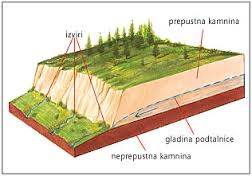 izviri
prepustna kamnina
gladina podtalnice
neprepustna kamnina